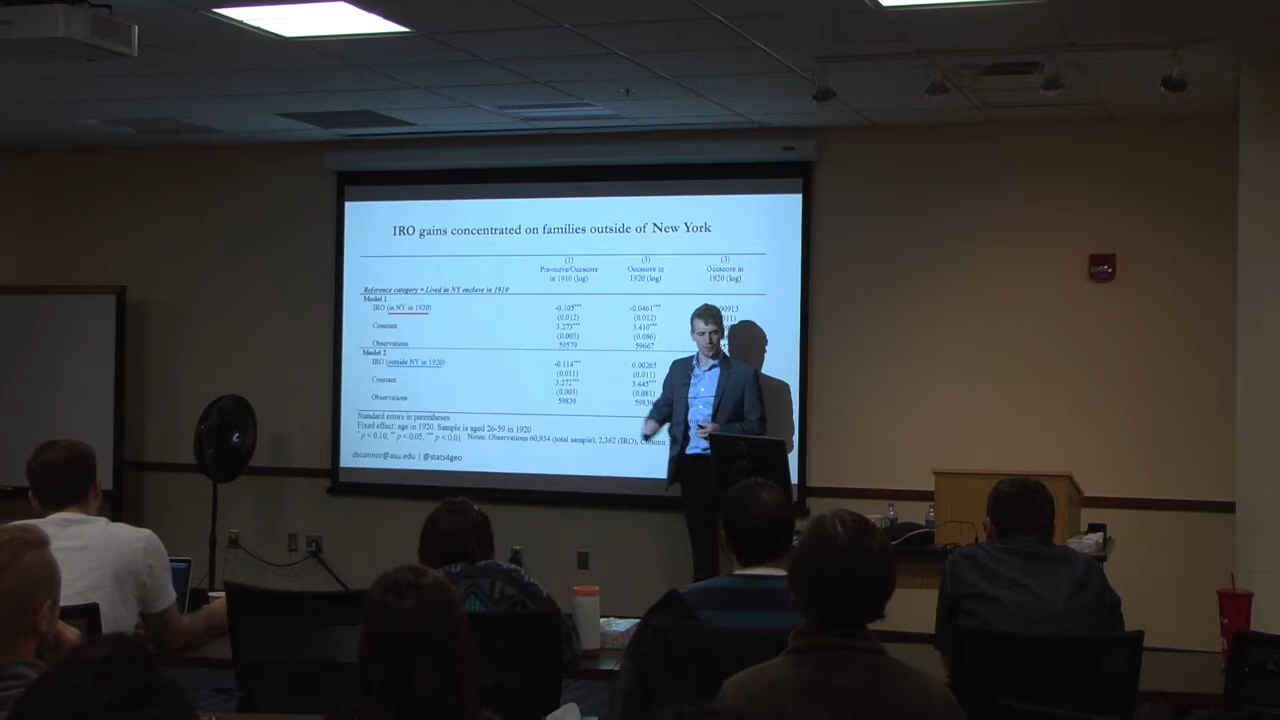 IRO gains concentrated on families outside of New York
(1) (3) (3)
Pre-move/Occscore Occscore in Occscore in
in 1910 (log) 1920 (log) 1920 (log)
Reference category = Lived in NY enclave in 1910
Model 1
IRO (in NY in 1920) -0.105*** -0.0461*** 00913
(0.012) (0.012) 011)
Constant 3.273*** 3.410***
(0.003) (0.086)
Observations 59579 59667
Model 2
IRO (outside NY in 1920) -0.114*** 0.00265
(0.011) (0.011)
Constant 3.272*** 3.445***
(0.003) (0.081)
Observations 59839 59839
Standard errors in parentheses
Fixed effect: age in 1920. Sample is aged 26-59 in 1920
* p < 0.10, ** p < 0.05, *** p < 0.01 Notes: Observations 60,934 (total sample), 2,362 (IRO), Column
dsconnor@asu.edu | @stats4geo